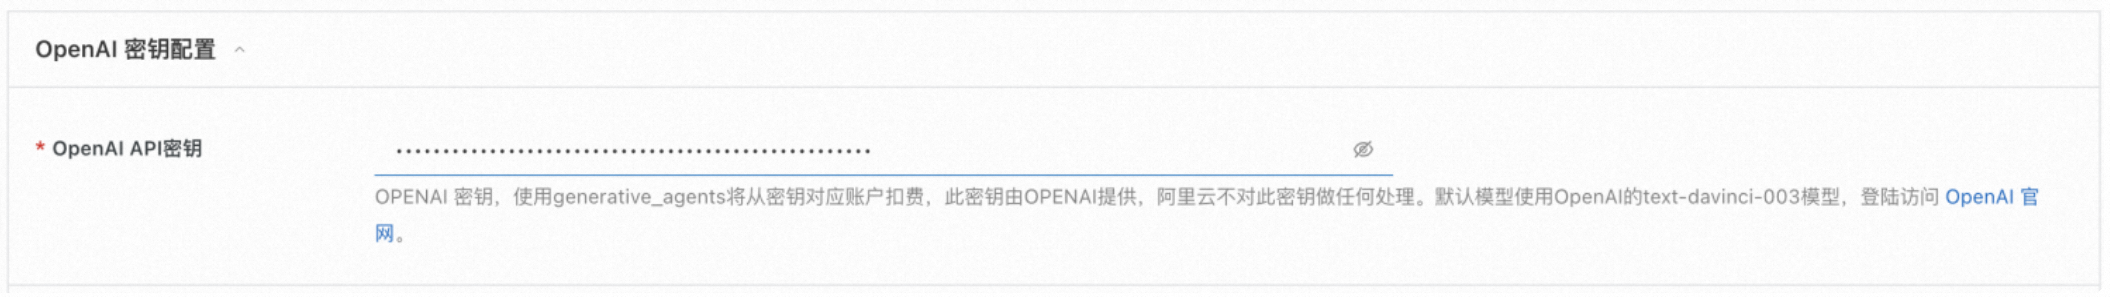 OpenAI 密钥配置
* OpenAI API密钥
OPENAI 密钥，使用generative_agents将从密钥对应账户扣费，此密钥由OPENAI提供，阿里云不对此密钥做任何处理。默认模型使用OpenAI的text-davinci-003模型，登陆访问 OpenAI 官
网。